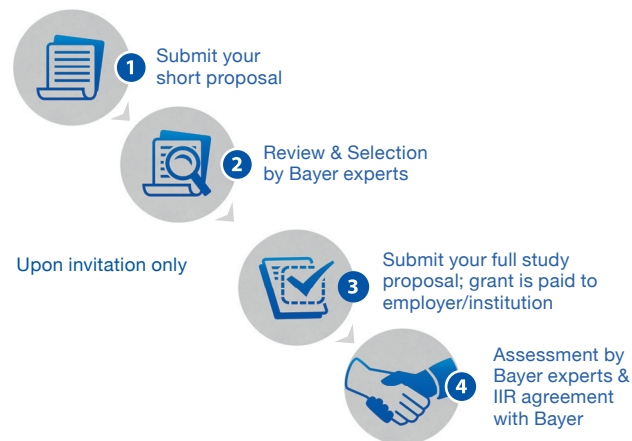 1
Submit your
short proposal
2
Review & Selection
by Bayer experts
Upon invitation only
3
Submit your full study
proposal; grant is paid to
employer/institution
4
Assessment by
Bayer experts &
IIR agreement
with Bayer